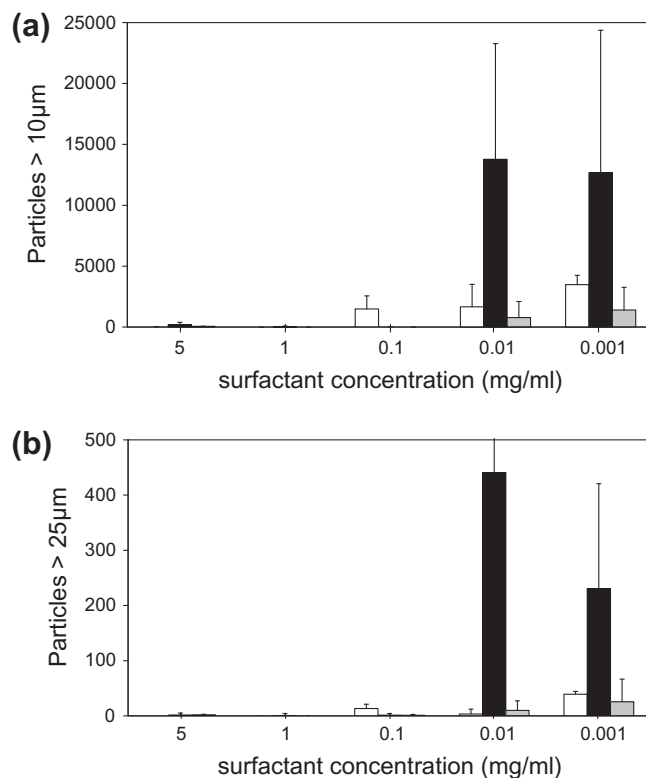 (a)
Particles > 10µm
25000
20000
15000
10000
5000
0
5 1 0.1 0.01 0.001
surfactant concentration (mg/ml)
(b)
Particles > 25µm
500
400
300
200
100
0
5 1 0.1 0.01 0.001
surfactant concentration (mg/ml)